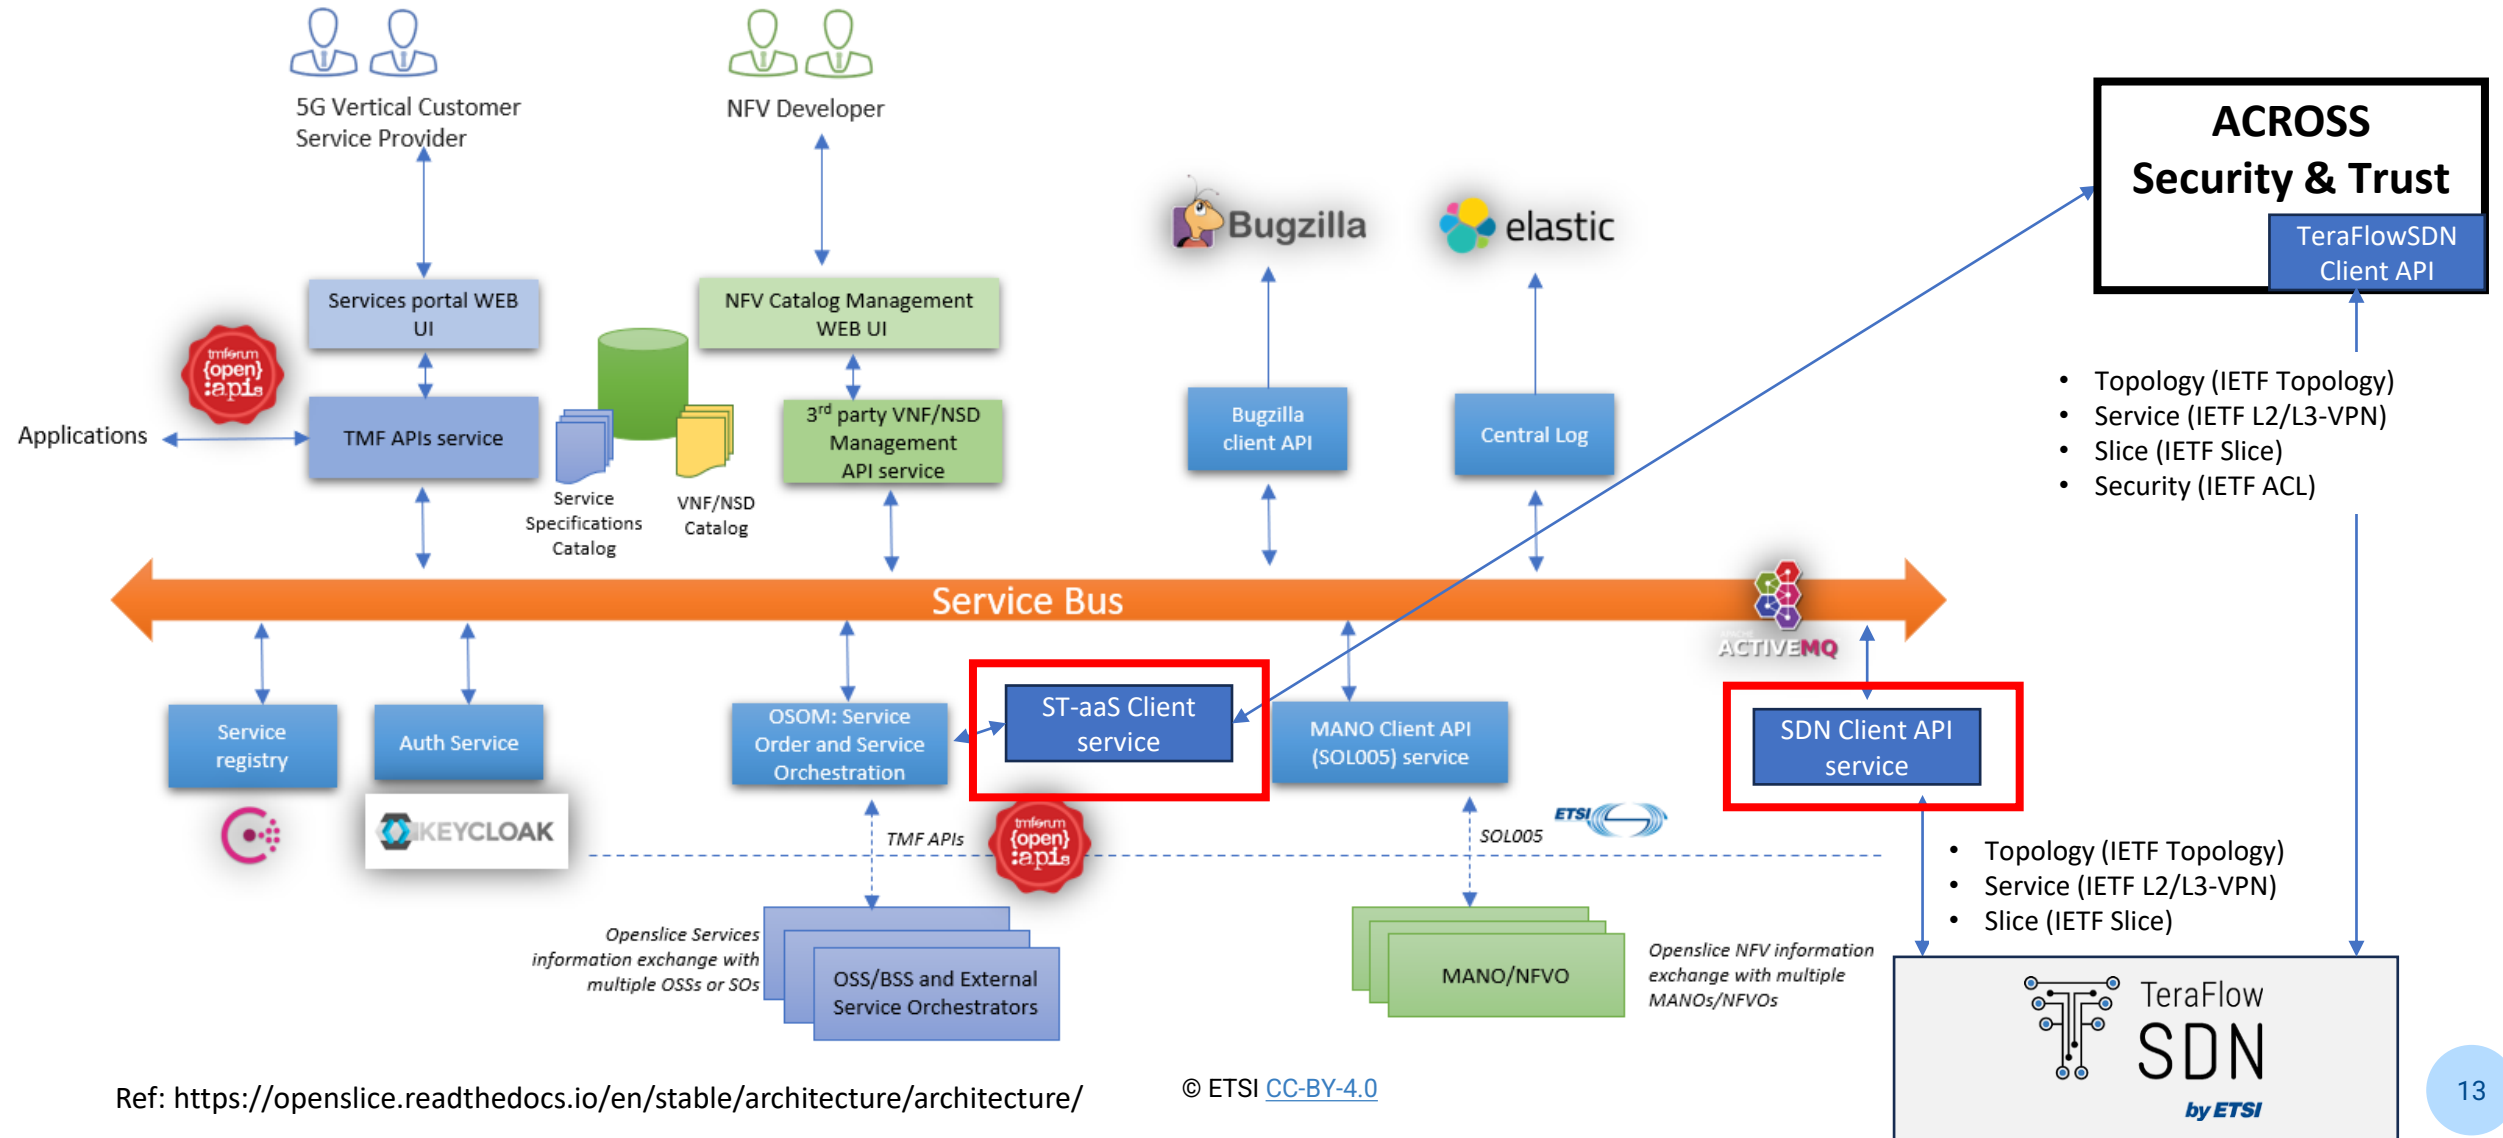 5G Vertical Customer
Service Provider
NFV Developer
ACROSS
Security & Trust
TeraFlowSDN
Client API
Bugzilla
elastic
Services portal WEB
UI
NFV Catalog Management
WEB UI
tmforum
{open}
:apis
Applications
TMF APIs service
3rd party VNF/NSD
Management
API service
Bugzilla
client API
Central Log
• Topology (IETF Topology)
• Service (IETF L2/L3-VPN)
• Slice (IETF Slice)
• Security (IETF ACL)
Service
Specifications
Catalog
VNF/NSD
Catalog
Service Bus
APACHE
ACTIVEMQ
Service
registry
Auth Service
OSOM: Service
Order and Service
Orchestration
ST-aaS Client
service
MANO Client API
(SOL005) service
SDN Client API
service
KEYCLOAK
TMF APIs
tmforum
{open}
:apis
SOL005
ETSI
• Topology (IETF Topology)
• Service (IETF L2/L3-VPN)
• Slice (IETF Slice)
Openslice Services
information exchange with
multiple OSSs or SOs
OSS/BSS and External
Service Orchestrators
MANO/NFVO
Openslice NFV information
exchange with multiple
MANOs/NFVOs
TeraFlow
SDN
by ETSI
Ref: https://openslice.readthedocs.io/en/stable/architecture/architecture/
© ETSI CC-BY-4.0
13